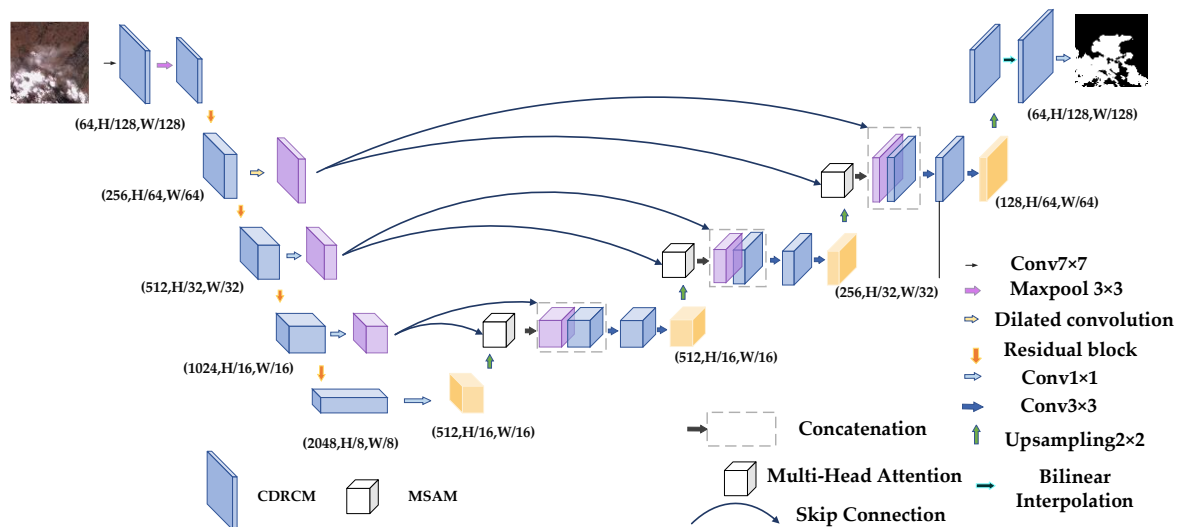 (64,H/128,W/128)
(64,H/128,W/128)
(256,H/64,W/64)
(128,H/64,W/64)
(512,H/32,W/32)
(256,H/32,W/32)
(1024,H/16,W/16)
(512,H/16,W/16)
(2048,H/8,W/8)
(512,H/16,W/16)
Conv7×7
Maxpool 3×3
Dilated convolution
Residual block
Conv1×1
Conv3×3
Upsampling2×2
Bilinear
Interpolation
Concatenation
Multi-Head Attention
Skip Connection
CDRCM
MSAM